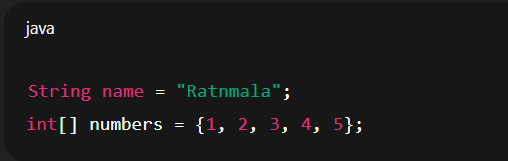 java
String name = "Ratnmala";
int[] numbers = {1, 2, 3, 4, 5};